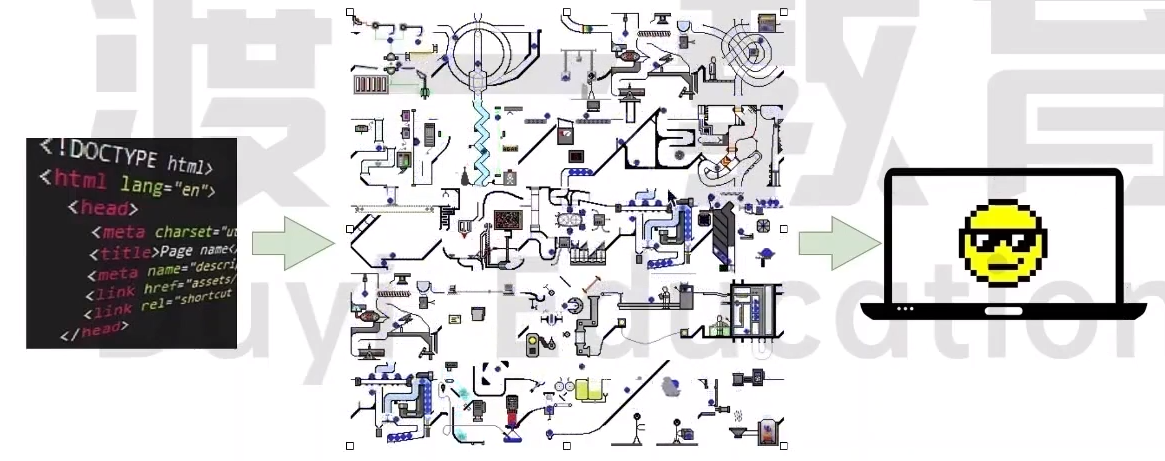 渡教育
<!DOCTYPE html>
<html lang="en">
<head>
<meta charset="u
<title>Page name</
<meta name="descri
<link href="assets/
<link rel="shortcut
</head>
Duyi Education